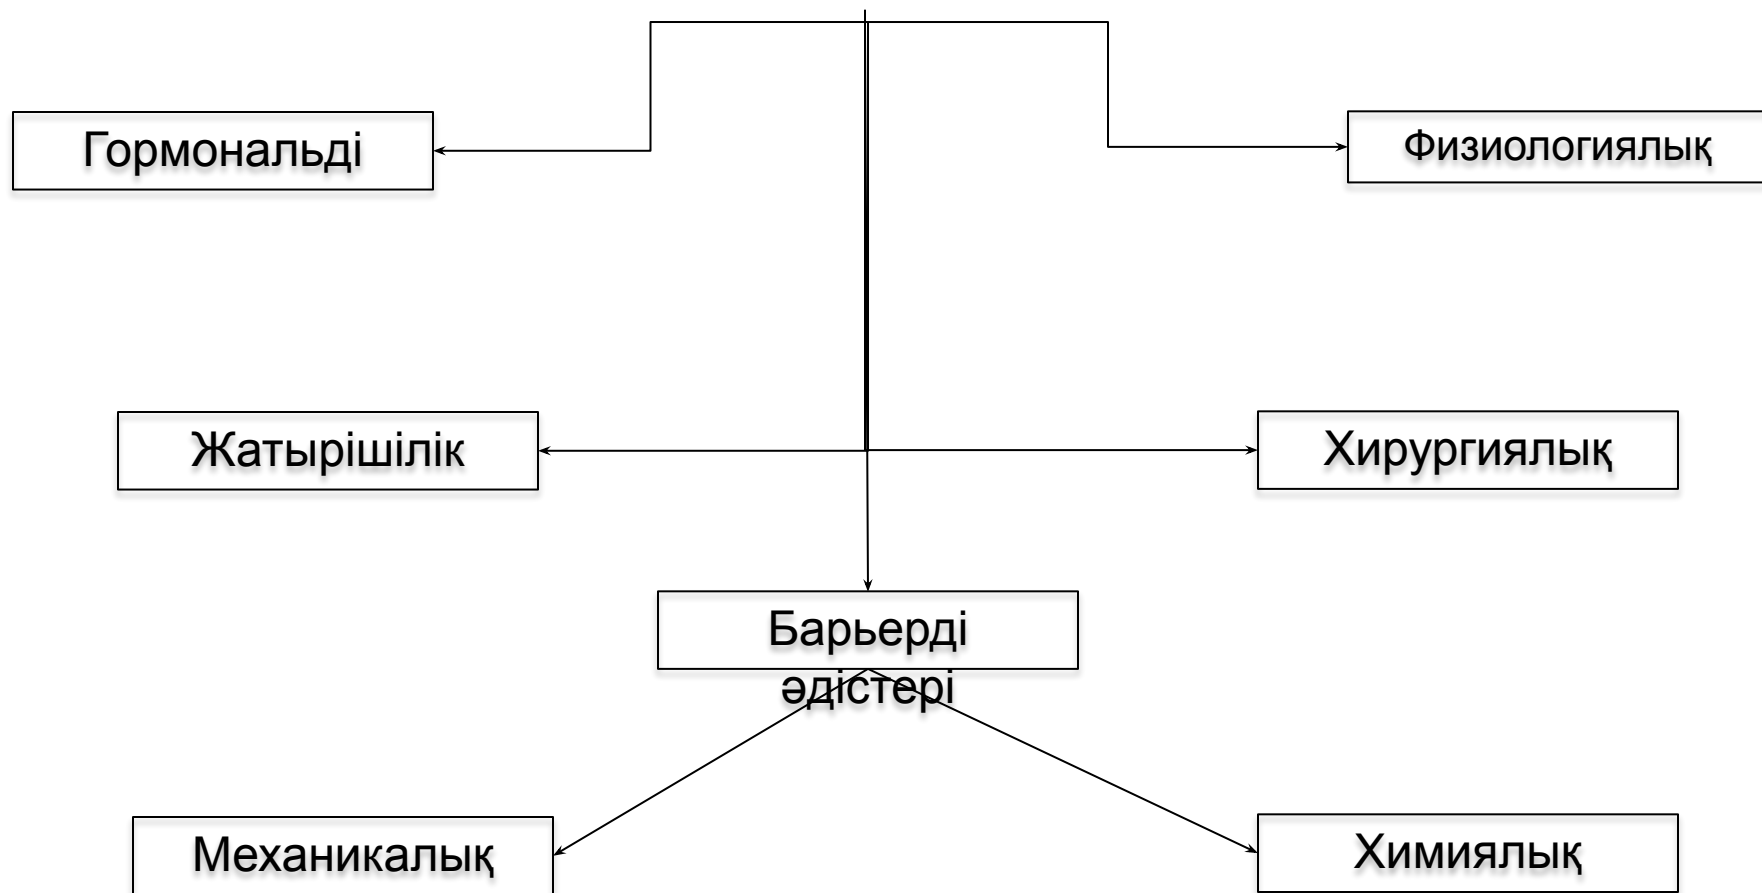 Гормональді
Физиологиялық
Жатырішілік
Хирургиялық
Барьерді
әдістері
Механикалық
Химиялық